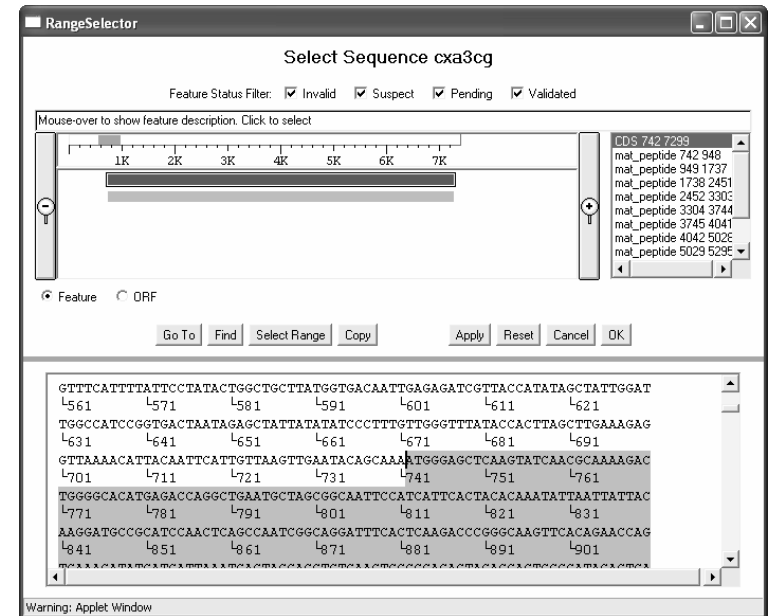 RangeSelector
Select Sequence cxa3cg
Feature Status Filter: Invalid Suspect Pending Validated
Mouse-over to show feature description. Click to select
1K 2K 3K 4K 5K 6K 7K
CDS 742 7299
mat_peptide 742 948
mat_peptide 949 1737
mat_peptide 1738 2451
mat_peptide 2452 3303
mat_peptide 3304 3744
mat_peptide 3745 4041
mat_peptide 4042 5028
mat_peptide 5029 5295
Feature ORF
Go To Find Select Range Copy Apply Reset Cancel OK
GTTTCATTTTATTCCTATACTGGCTGCTTATGGTGACAATTGAGAGATCGTTACCATATAGCTATTGGAT
561 571 581 591 601 611 621
TGGCCATCCGGTGACTAATAGAGCTATTATATATCCCTTTGTTGGGTTTATACCACTTAGCTTGAAAGAG
631 641 651 661 671 681 691
GTTAAAACATTACAATTCATTGTTAAGTTGAATACAGCAAAATGGGAGCTCAAGTATCAACGCAAAAGAC
701 711 721 731 741 751 761
TGGGGCACATGAGACCAGGCTGAATGCTAGCGGCAATTCCATCATTCACTACACAAATATTAATTATTAC
771 781 791 801 811 821 831
AAGGATGCCGCATCCAACTCAGCCAATCGGCAGGATTTCACTCAAGACCCGGGCAAGTTCACAGAACCAG
841 851 861 871 881 891 901
Warning: Applet Window